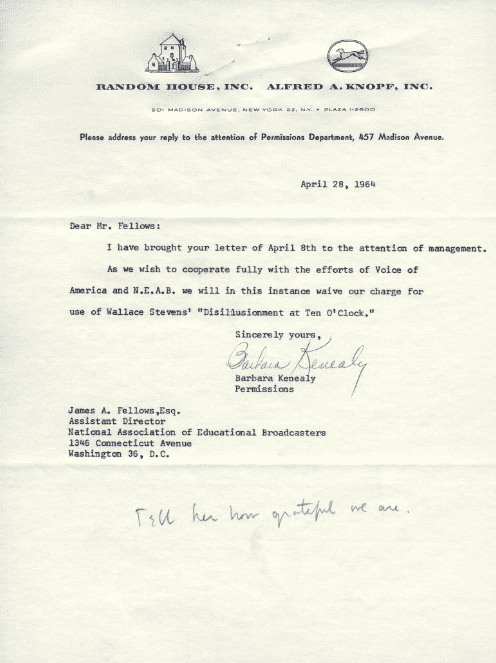 RANDOM HOUSE, INC. ALFRED A. KNOPF, INC.
501 MADISON AVENUE, NEW YORK 22, N.Y. • PLAZA 1-2600
Please address your reply to the attention of Permissions Department, 457 Madison Avenue.
April 28, 1964
Dear Mr. Fellows:
I have brought your letter of April 8th to the attention of management.
As we wish to cooperate fully with the efforts of Voice of
America and N.E.A.B. we will in this instance waive our charge for
use of Wallace Stevens' "Disillusionment at Ten O'Clock."
Sincerely yours,
Barbara Kenealy
Barbara Kenealy
Permissions
James A. Fellows,Esq.
Assistant Director
National Association of Educational Broadcasters
1346 Connecticut Avenue
Washington 36, D.C.
Tell her how grateful we are.